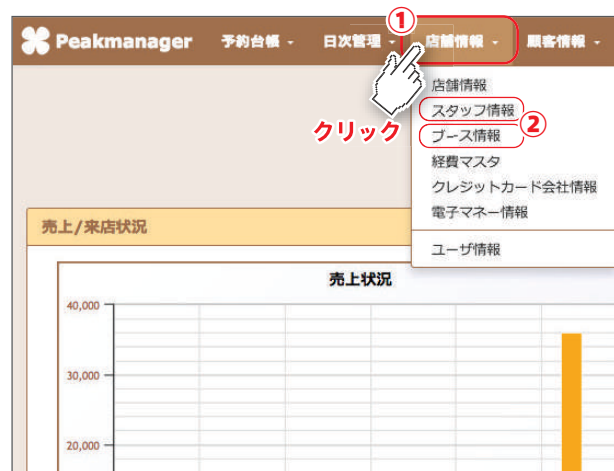 ①
Peakmanager 予約台帳 日次管理 店舗情報 顧客情報
店舗情報
スタッフ情報
クリック
②
ブース情報
経費マスタ
クレジットカード会社情報
電子マネー情報
ユーザ情報
売上/来店状況
売上状況
40,000
30,000
20,000